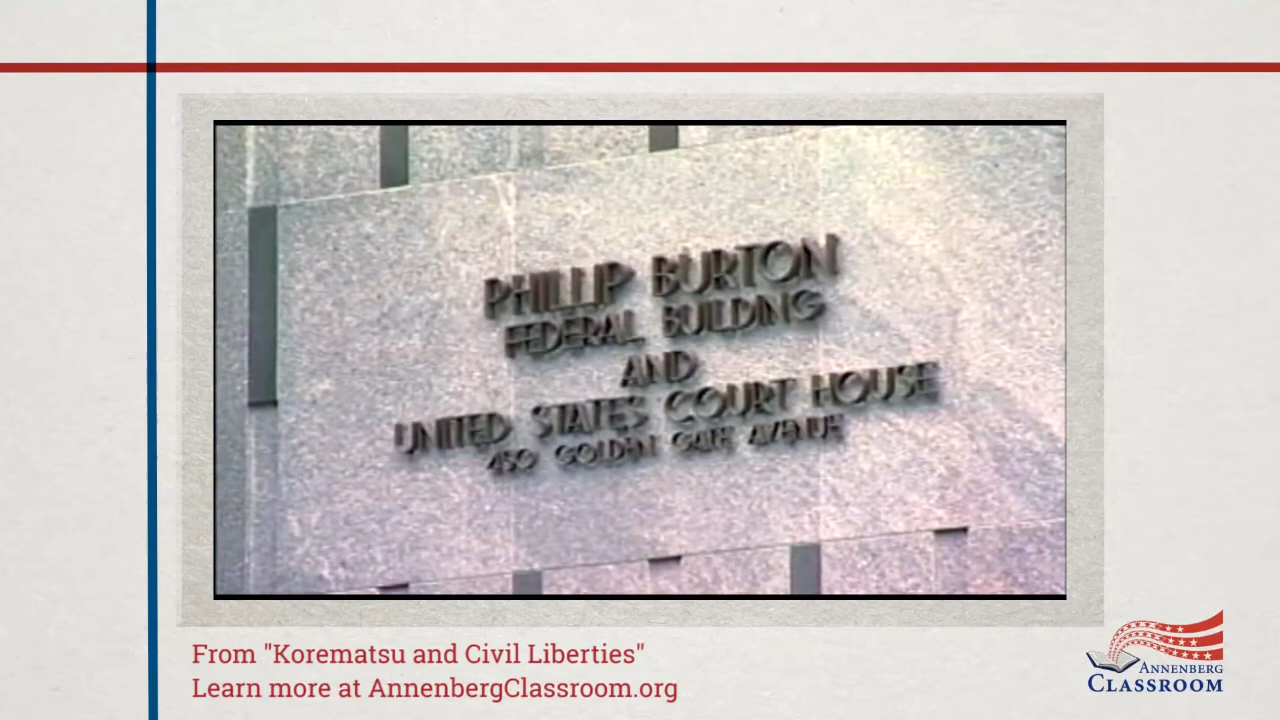 PHILLIP BURTON
FEDERAL BUILDING
AND
UNITED STATES COURT HOUSE
450 GOLDEN GATE AVENUE
From "Korematsu and Civil Liberties"
Learn more at AnnenbergClassroom.org
ANNENBERG
CLASSROOM